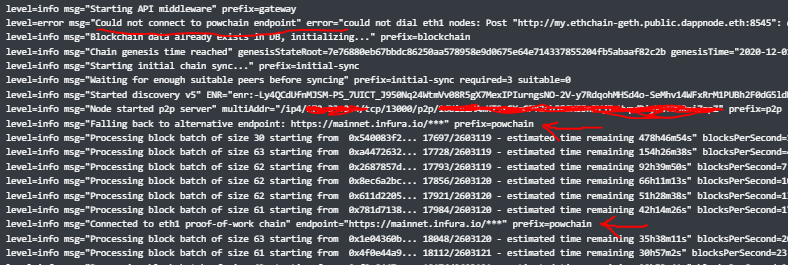 level=info msg="Starting API middleware" prefix=gateway
level=error msg="Could not connect to powchain endpoint" error="could not dial eth1 nodes: Post "http://my.ethchain-geth.public.dappnode.eth:8545":
level=info msg="Blockchain data already exists in DB, initializing..." prefix=blockchain
level=info msg="Chain genesis time reached" genesisStateRoot=7e76880eb67bbdc86250aa578958e9d0675e64e714337855204fb5abaaf82c2b genesisTime="2020-12-0
level=info msg="Starting initial chain sync..." prefix=initial-sync
level=info msg="Waiting for enough suitable peers before syncing" prefix=initial-sync required=3 suitable=0
level=info msg="Started discovery v5" ENR="enr:-Ly4QCdUfnMJSM-PS_7UICT_J950Nq24WtmVv08R5gX7MexIPIurngsNO-2V-y7RdqohMHSd4o-SeMhv14WFxRrM1PUBh2F0dG5ld
level=info msg="Node started p2p server" multiAddr="/ip4/ /tcp/13000/p2p/ prefix=p2p
level=info msg="Falling back to alternative endpoint: https://mainnet.infura.io/***" prefix=powchain
level=info msg="Processing block batch of size 30 starting from 0x540083f2... 17697/2603119 - estimated time remaining 478h46m54s" blocksPerSecond=
level=info msg="Processing block batch of size 63 starting from 0xa4472632... 17728/2603119 - estimated time remaining 154h26m38s" blocksPerSecond=
level=info msg="Processing block batch of size 62 starting from 0x2687857d... 17793/2603119 - estimated time remaining 92h39m50s" blocksPerSecond=7
level=info msg="Processing block batch of size 62 starting from 0x8ec6a2bc... 17856/2603120 - estimated time remaining 66h11m13s" blocksPerSecond=10
level=info msg="Processing block batch of size 62 starting from 0x611d2205... 17921/2603120 - estimated time remaining 51h28m38s" blocksPerSecond=1
level=info msg="Processing block batch of size 61 starting from 0x781d7138... 17984/2603120 - estimated time remaining 42h14m26s" blocksPerSecond=1
level=info msg="Connected to eth1 proof-of-work chain" endpoint="https://mainnet.infura.io/***" prefix=powchain
level=info msg="Processing block batch of size 63 starting from 0x1e04360b... 18048/2603120 - estimated time remaining 35h38m11s" blocksPerSecond=20
level=info msg="Processing block batch of size 61 starting from 0x4f0e44a9... 18112/2603121 - estimated time remaining 30h57m2s" blocksPerSecond=23